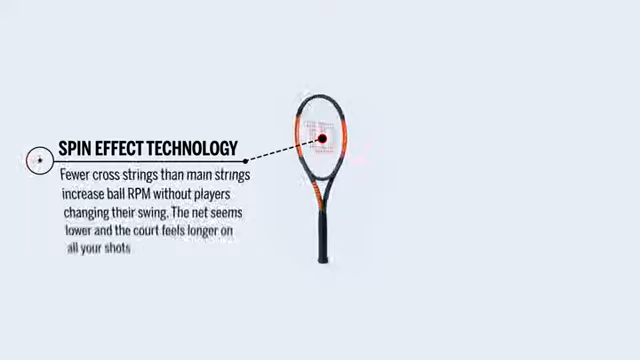 SPIN EFFECT TECHNOLOGY
Fewer cross strings than main strings
increase ball RPM without players
changing their swing. The net seems
lower and the court feels longer on
all your shots